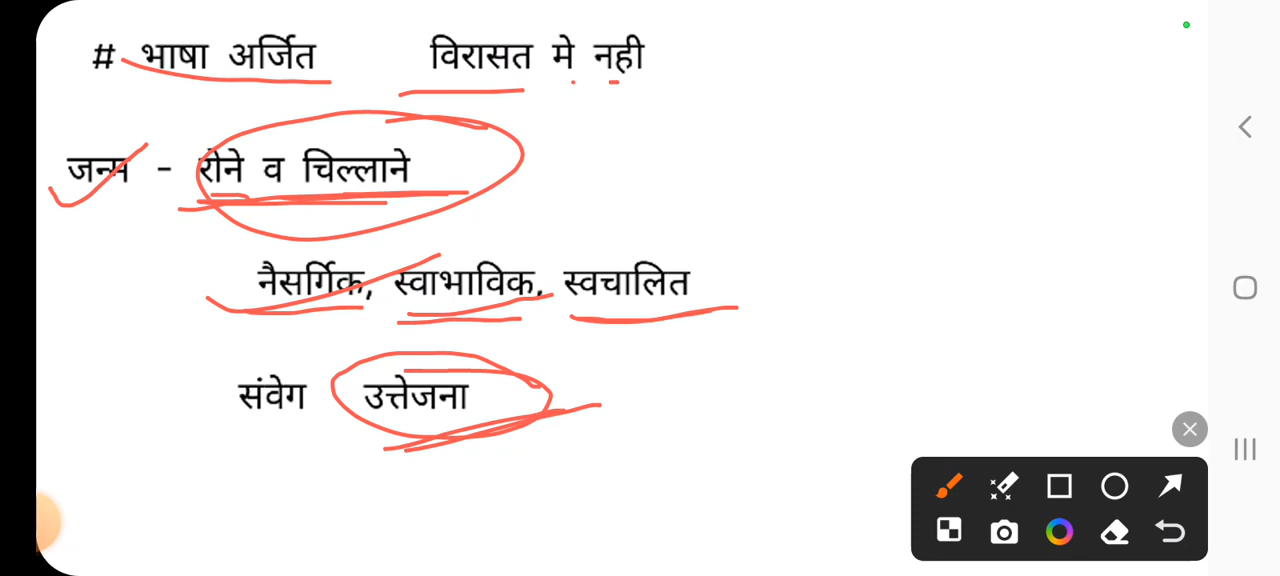 # भाषा अर्जित विरासत मे नही
जन्म - रोने व चिल्लाने
नैसर्गिक, स्वाभाविक, स्वचालित
संवेग उत्तेजना